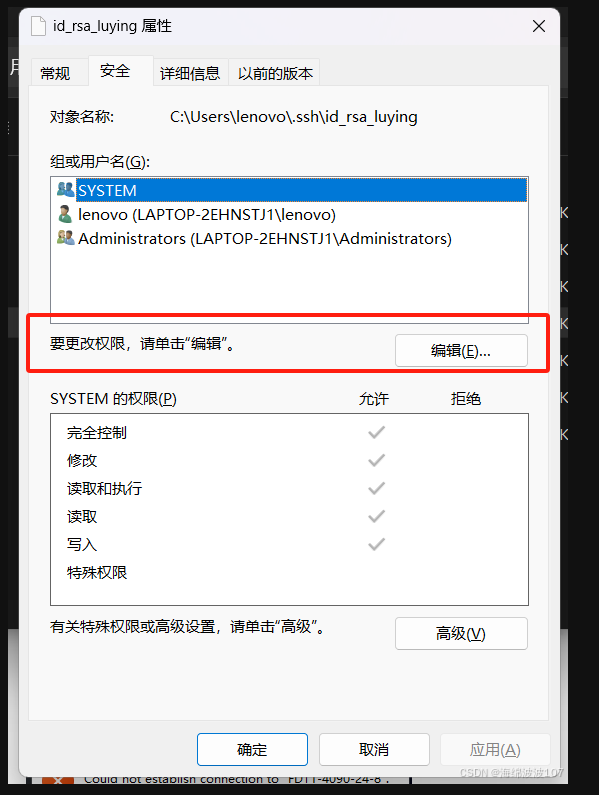 id_rsa_luying 属性
常规
安全
详细信息
以前的版本
对象名称:
C:\Users\lenovo\.ssh\id_rsa_luying
组或用户名(G):
SYSTEM
lenovo (LAPTOP-2EHNSTJ1\lenovo)
Administrators (LAPTOP-2EHNSTJ1\Administrators)
要更改权限，请单击“编辑”。
编辑(E)...
SYSTEM 的权限(P)
允许
拒绝
完全控制
修改
读取和执行
读取
写入
特殊权限
有关特殊权限或高级设置，请单击“高级”。
高级(V)
确定
取消
应用(A)
Could not establish connection to "FDTT-4090-24-8".
CSDN @海绵波波107
K
K
K
K
K
K
K